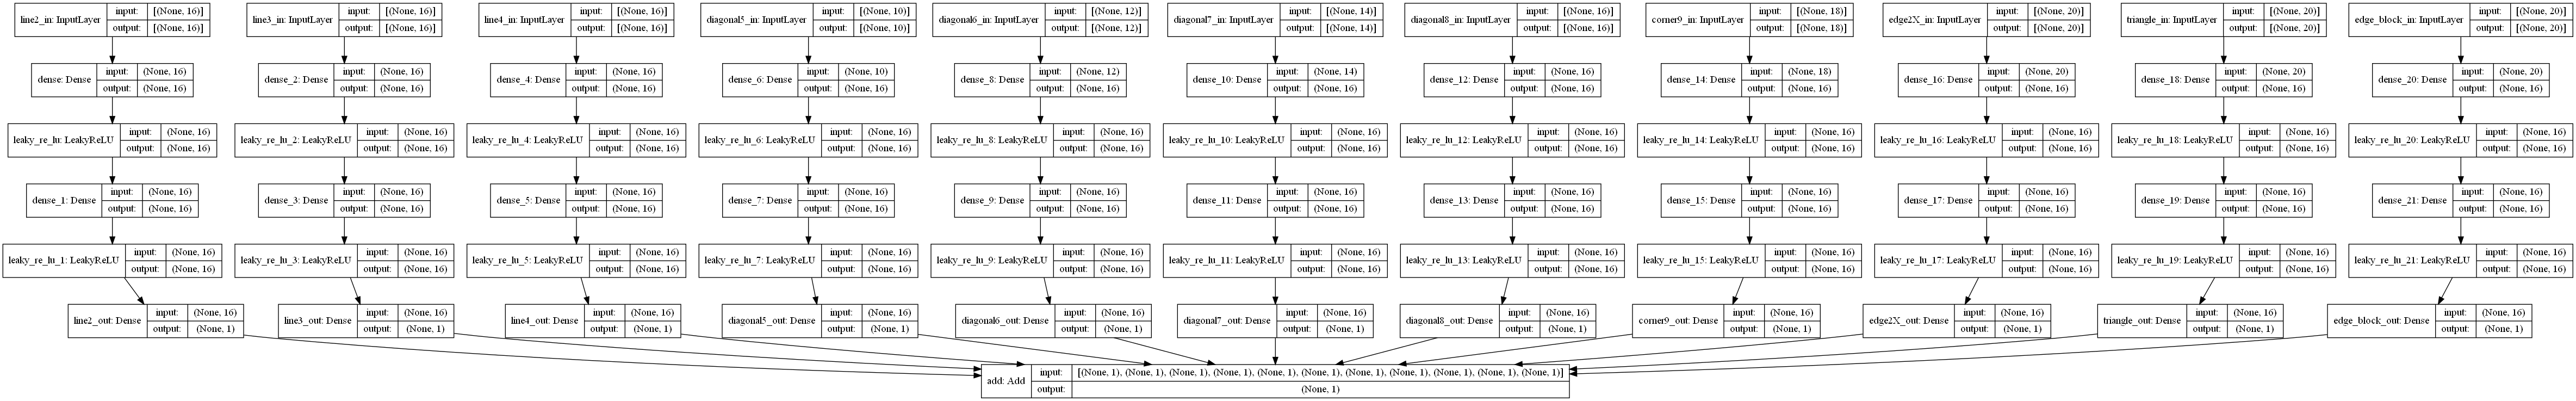 line2_in: InputLayer input: [(None, 16)] output: [(None, 16)]
line3_in: InputLayer input: [(None, 16)] output: [(None, 16)]
line4_in: InputLayer input: [(None, 16)] output: [(None, 16)]
diagonal5_in: InputLayer input: [(None, 10)] output: [(None, 10)]
diagonal6_in: InputLayer input: [(None, 12)] output: [(None, 12)]
diagonal7_in: InputLayer input: [(None, 14)] output: [(None, 14)]
diagonal8_in: InputLayer input: [(None, 16)] output: [(None, 16)]
corner9_in: InputLayer input: [(None, 18)] output: [(None, 18)]
edge2X_in: InputLayer input: [(None, 20)] output: [(None, 20)]
triangle_in: InputLayer input: [(None, 20)] output: [(None, 20)]
edge_block_in: InputLayer input: [(None, 20)] output: [(None, 20)]
dense: Dense input: (None, 16) output: (None, 16)
dense_2: Dense input: (None, 16) output: (None, 16)
dense_4: Dense input: (None, 16) output: (None, 16)
dense_6: Dense input: (None, 10) output: (None, 16)
dense_8: Dense input: (None, 12) output: (None, 16)
dense_10: Dense input: (None, 14) output: (None, 16)
dense_12: Dense input: (None, 16) output: (None, 16)
dense_14: Dense input: (None, 18) output: (None, 16)
dense_16: Dense input: (None, 20) output: (None, 16)
dense_18: Dense input: (None, 20) output: (None, 16)
dense_20: Dense input: (None, 20) output: (None, 16)
leaky_re_lu: LeakyReLU input: (None, 16) output: (None, 16)
leaky_re_lu_2: LeakyReLU input: (None, 16) output: (None, 16)
leaky_re_lu_4: LeakyReLU input: (None, 16) output: (None, 16)
leaky_re_lu_6: LeakyReLU input: (None, 16) output: (None, 16)
leaky_re_lu_8: LeakyReLU input: (None, 16) output: (None, 16)
leaky_re_lu_10: LeakyReLU input: (None, 16) output: (None, 16)
leaky_re_lu_12: LeakyReLU input: (None, 16) output: (None, 16)
leaky_re_lu_14: LeakyReLU input: (None, 16) output: (None, 16)
leaky_re_lu_16: LeakyReLU input: (None, 16) output: (None, 16)
leaky_re_lu_18: LeakyReLU input: (None, 16) output: (None, 16)
leaky_re_lu_20: LeakyReLU input: (None, 16) output: (None, 16)
dense_1: Dense input: (None, 16) output: (None, 16)
dense_3: Dense input: (None, 16) output: (None, 16)
dense_5: Dense input: (None, 16) output: (None, 16)
dense_7: Dense input: (None, 16) output: (None, 16)
dense_9: Dense input: (None, 16) output: (None, 16)
dense_11: Dense input: (None, 16) output: (None, 16)
dense_13: Dense input: (None, 16) output: (None, 16)
dense_15: Dense input: (None, 16) output: (None, 16)
dense_17: Dense input: (None, 16) output: (None, 16)
dense_19: Dense input: (None, 16) output: (None, 16)
dense_21: Dense input: (None, 16) output: (None, 16)
leaky_re_lu_1: LeakyReLU input: (None, 16) output: (None, 16)
leaky_re_lu_3: LeakyReLU input: (None, 16) output: (None, 16)
leaky_re_lu_5: LeakyReLU input: (None, 16) output: (None, 16)
leaky_re_lu_7: LeakyReLU input: (None, 16) output: (None, 16)
leaky_re_lu_9: LeakyReLU input: (None, 16) output: (None, 16)
leaky_re_lu_11: LeakyReLU input: (None, 16) output: (None, 16)
leaky_re_lu_13: LeakyReLU input: (None, 16) output: (None, 16)
leaky_re_lu_15: LeakyReLU input: (None, 16) output: (None, 16)
leaky_re_lu_17: LeakyReLU input: (None, 16) output: (None, 16)
leaky_re_lu_19: LeakyReLU input: (None, 16) output: (None, 16)
leaky_re_lu_21: LeakyReLU input: (None, 16) output: (None, 16)
line2_out: Dense input: (None, 16) output: (None, 1)
line3_out: Dense input: (None, 16) output: (None, 1)
line4_out: Dense input: (None, 16) output: (None, 1)
diagonal5_out: Dense input: (None, 16) output: (None, 1)
diagonal6_out: Dense input: (None, 16) output: (None, 1)
diagonal7_out: Dense input: (None, 16) output: (None, 1)
diagonal8_out: Dense input: (None, 16) output: (None, 1)
corner9_out: Dense input: (None, 16) output: (None, 1)
edge2X_out: Dense input: (None, 16) output: (None, 1)
triangle_out: Dense input: (None, 16) output: (None, 1)
edge_block_out: Dense input: (None, 16) output: (None, 1)
add: Add input: [(None, 1), (None, 1), (None, 1), (None, 1), (None, 1), (None, 1), (None, 1), (None, 1), (None, 1), (None, 1), (None, 1)] output: (None, 1)